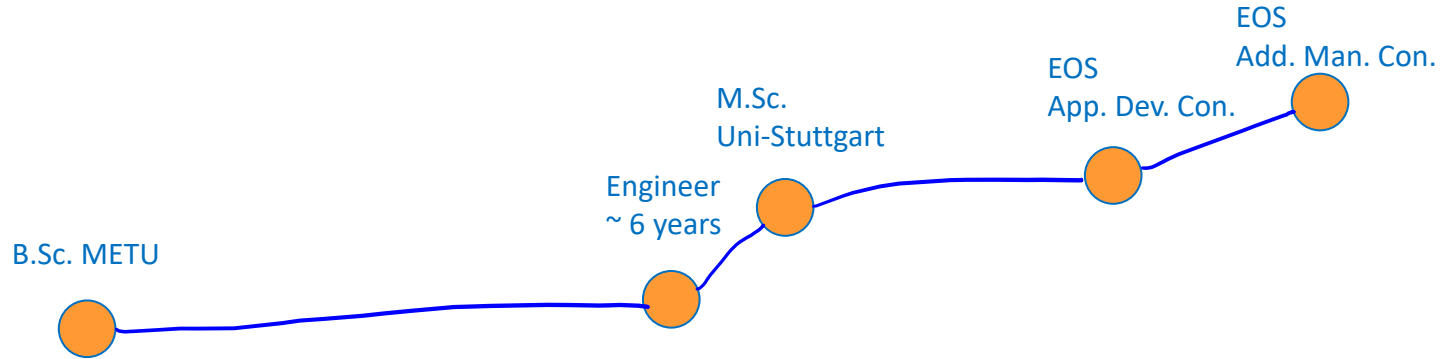 B.Sc. METU
Engineer
~ 6 years
M.Sc.
Uni-Stuttgart
EOS
App. Dev. Con.
EOS
Add. Man. Con.